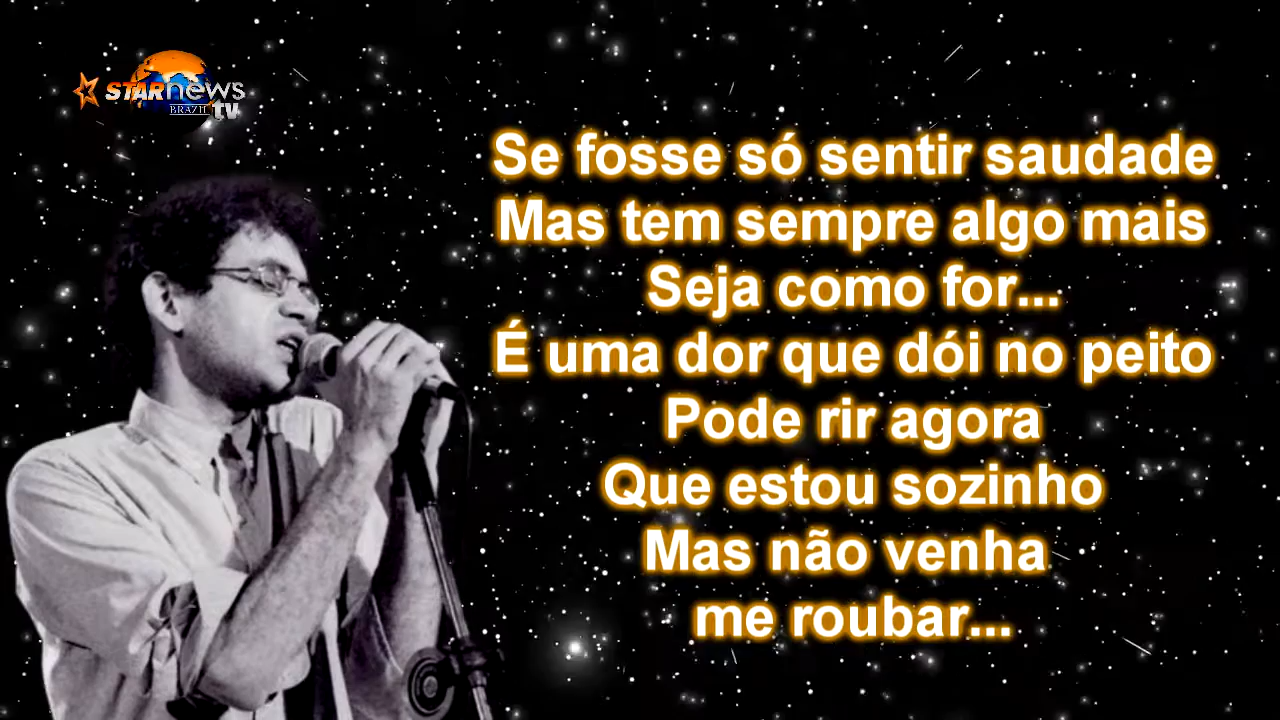 STARnews
BRAZIL
tv
Se fosse só sentir saudade
Mas tem sempre algo mais
Seja como for...
É uma dor que dói no peito
Pode rir agora
Que estou sozinho
Mas não venha
me roubar...